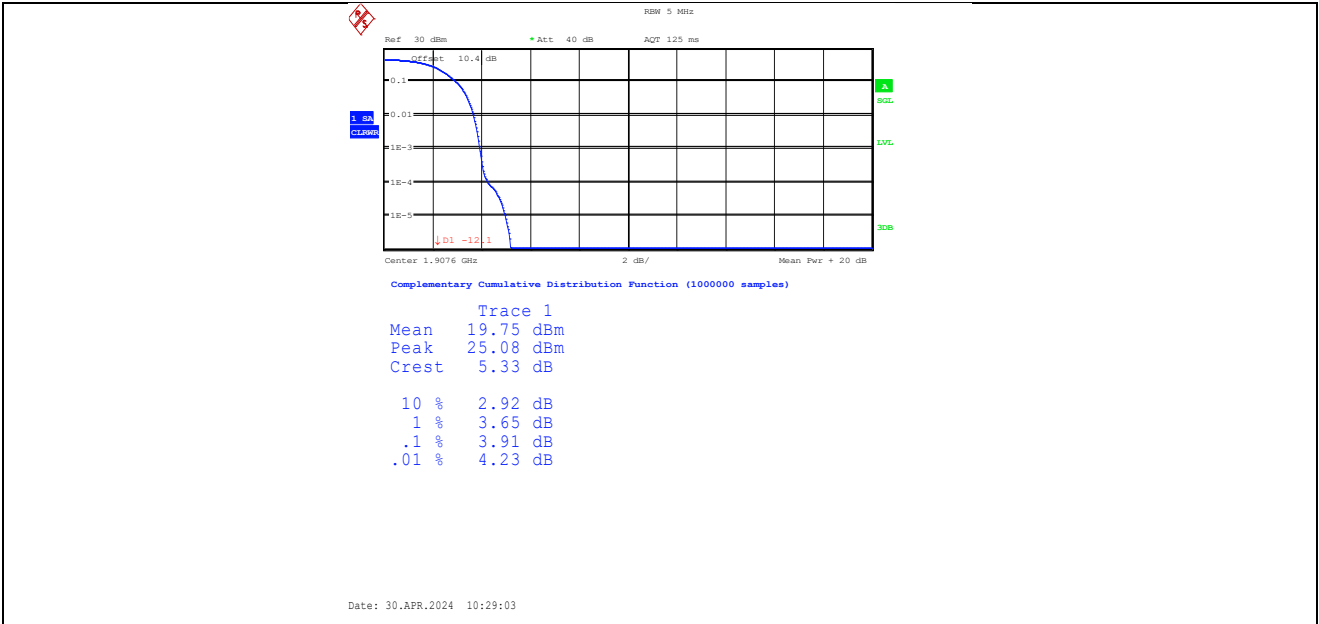 RBW 5 MHz
Ref 30 dBm *Att 40 dB AQT 125 ms
Offset 10.4 dB
0.1
A
SGL
0.01
1 SA
CLRWR
LVL
1E-3
1E-4
1E-5
3DB
↓D1 -12.1
Center 1.9076 GHz 2 dB/ Mean Pwr + 20 dB
Complementary Cumulative Distribution Function (1000000 samples)
Trace 1
Mean 19.75 dBm
Peak 25.08 dBm
Crest 5.33 dB
10 % 2.92 dB
1 % 3.65 dB
.1 % 3.91 dB
.01 % 4.23 dB
Date: 30.APR.2024 10:29:03